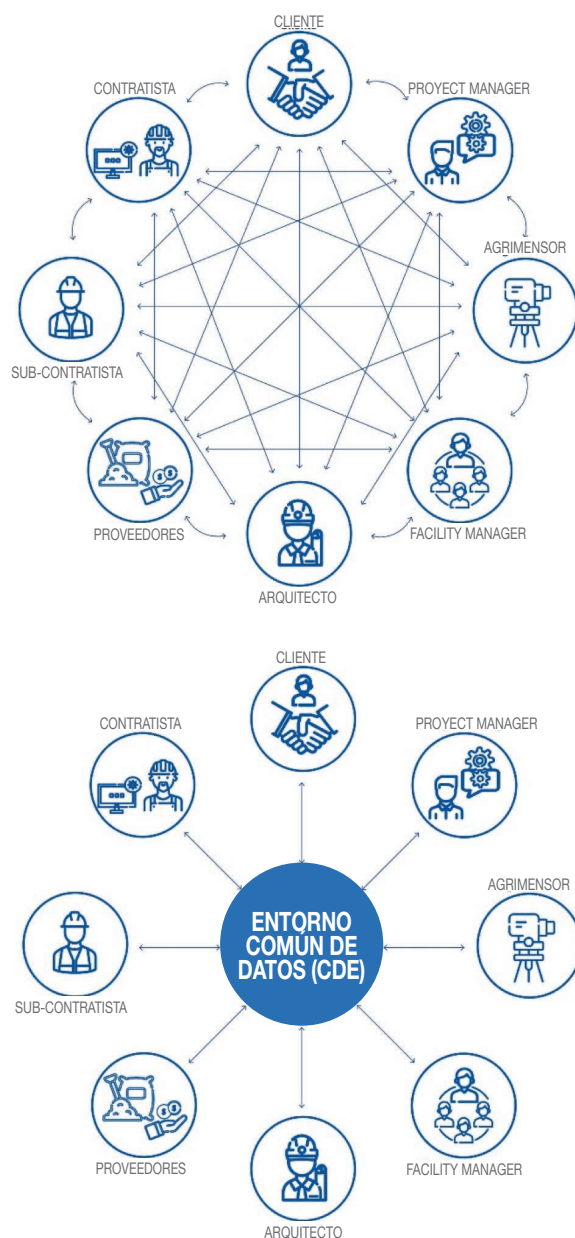 CLIENTE
CONTRATISTA
PROYECT MANAGER
AGRIMENSOR
SUB-CONTRATISTA
PROVEEDORES
FACILITY MANAGER
ARQUITECTO
CLIENTE
CONTRATISTA
PROYECT MANAGER
AGRIMENSOR
ENTORNO
COMÚN DE
DATOS (CDE)
SUB-CONTRATISTA
PROVEEDORES
FACILITY MANAGER
ARQUITECTO